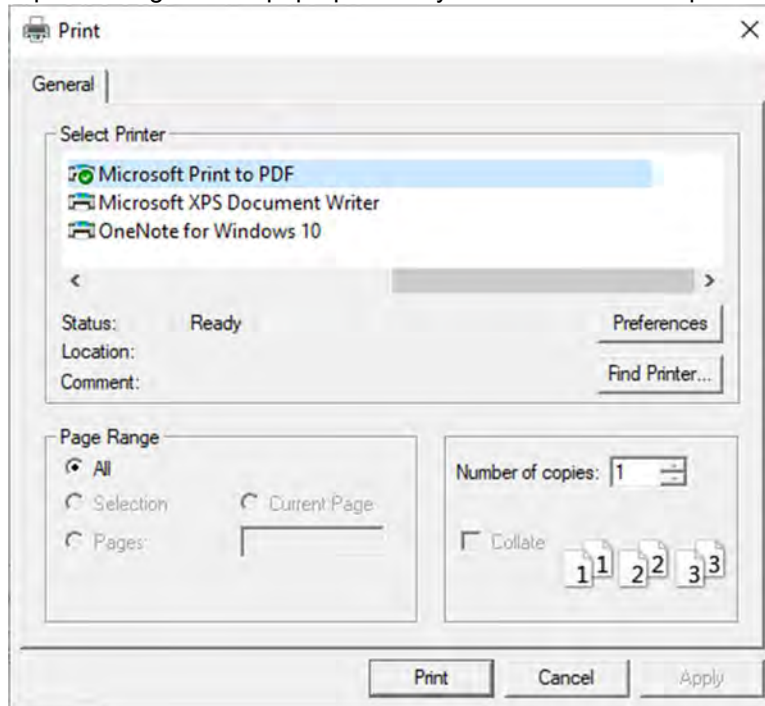 Print
General
Select Printer
Microsoft Print to PDF
Microsoft XPS Document Writer
OneNote for Windows 10
Status: Ready
Preferences
Location:
Comment:
Find Printer...
Page Range
All
Selection Current Page
Pages:
Number of copies: 1
Collate
1 1 2 2 3 3
Print Cancel Apply